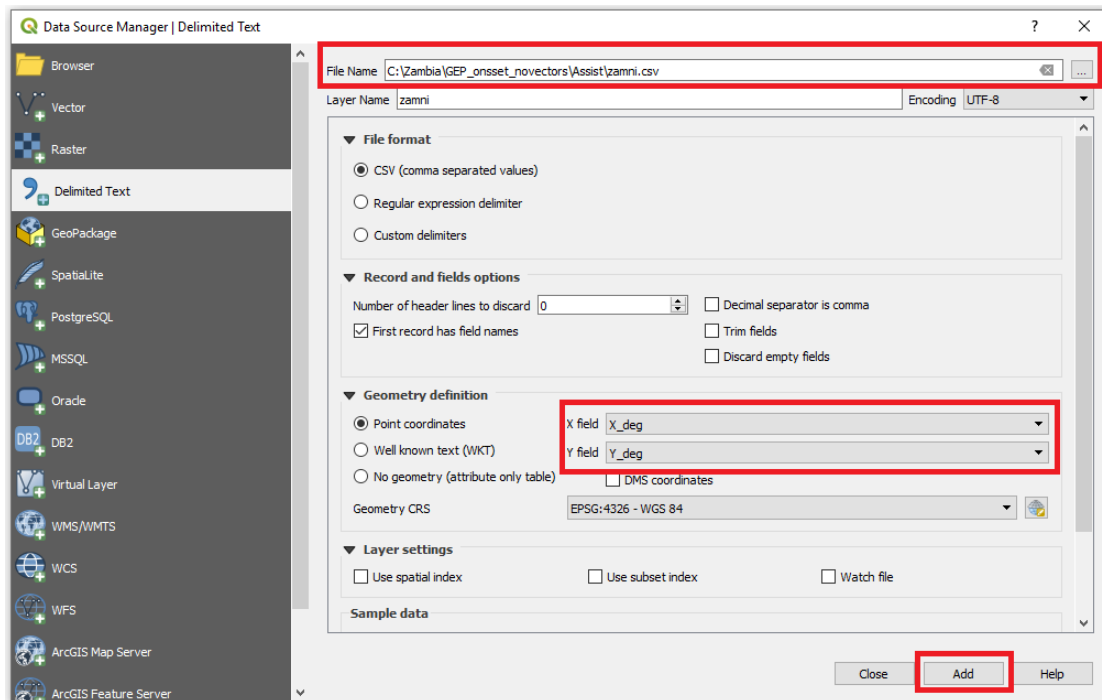 Data Source Manager | Delimited Text
?
Browser
Vector
Raster
Delimited Text
GeoPackage
SpatiaLite
PostgreSQL
MSSQL
Oracle
DB2 DB2
Virtual Layer
WMS/WMTS
WCS
WFS
ArcGIS Map Server
ArcGIS Feature Server
File Name C:\Zambia\GEP_onsset_novectors\Assist\zamni.csv ...
Layer Name zamni Encoding UTF-8
File format
CSV (comma separated values)
Regular expression delimiter
Custom delimiters
Record and fields options
Number of header lines to discard 0 Decimal separator is comma
First record has field names Trim fields
Discard empty fields
Geometry definition
Point coordinates X field X_deg
Well known text (WKT) Y field Y_deg
No geometry (attribute only table) DMS coordinates
Geometry CRS EPSG:4326 - WGS 84
Layer settings
Use spatial index Use subset index Watch file
Sample data
Close Add Help